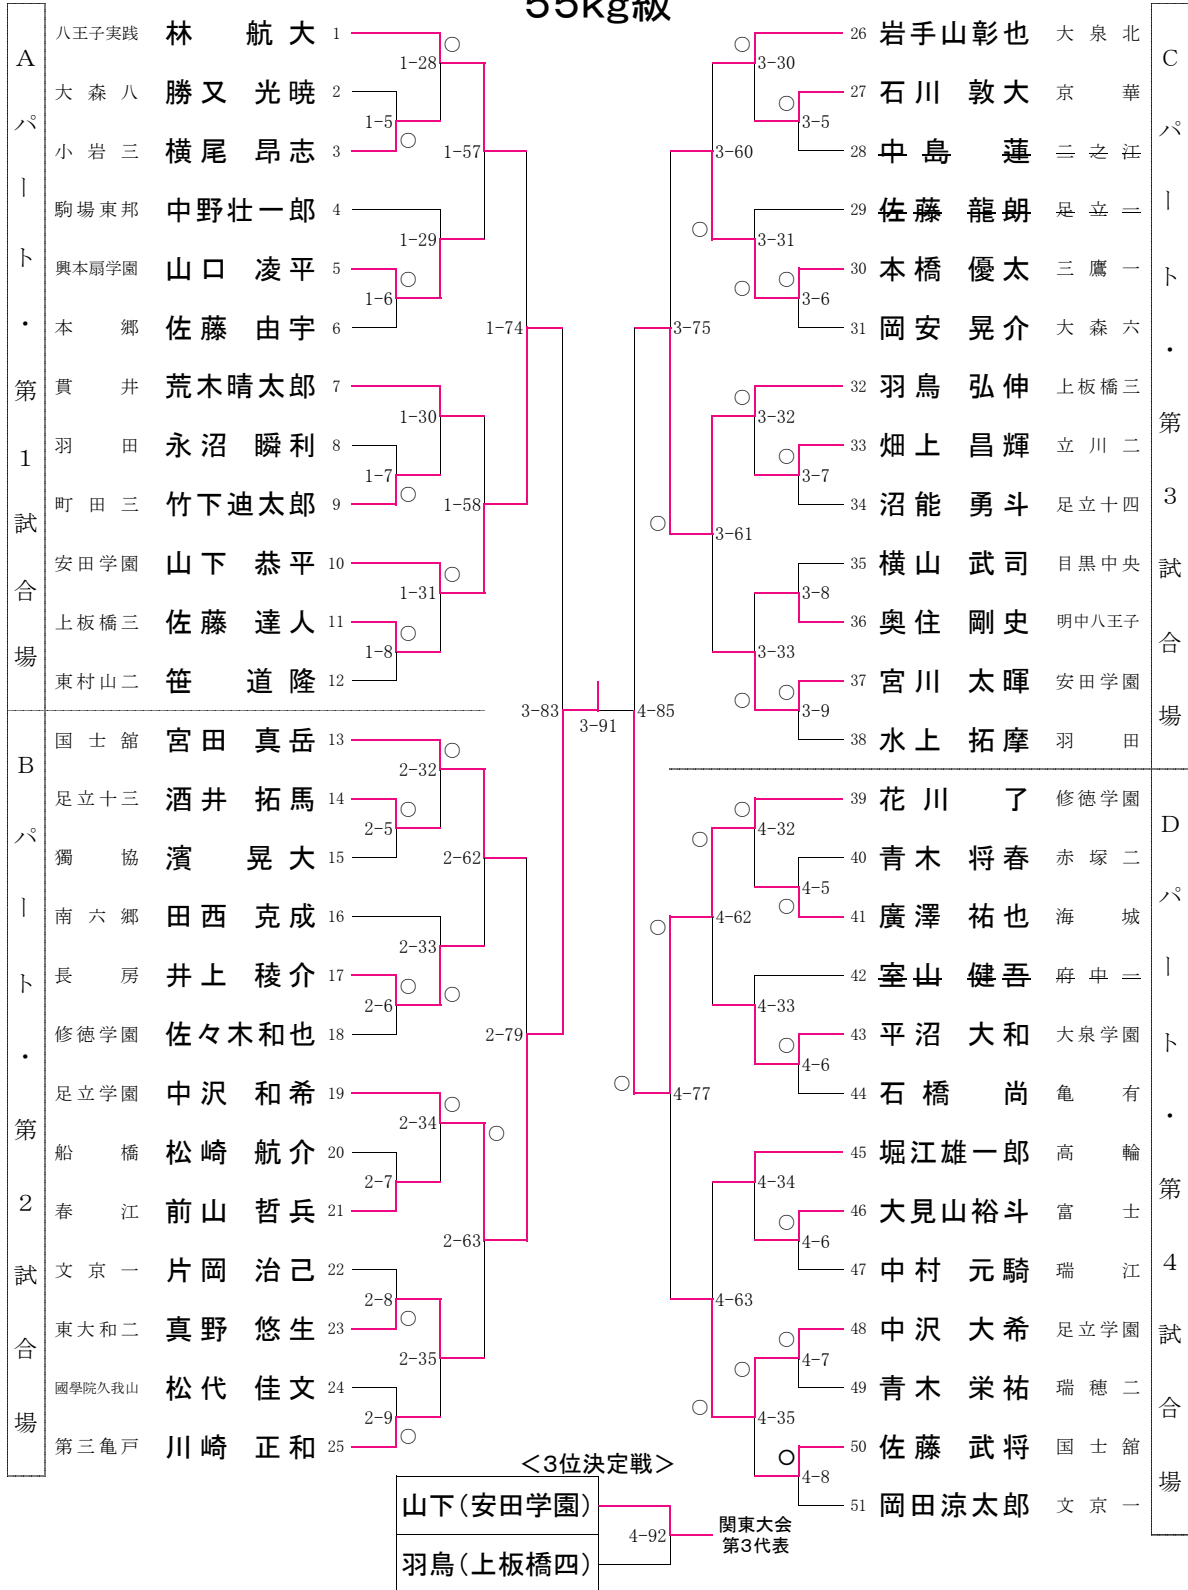 55kg級
Aパート・第1試合場
八王子実践 林 航大 1
大森八 勝又 光暁 2
小岩三 横尾 昂志 3
駒場東邦 中野壮一郎 4
興本扇学園 山口 凌平 5
本郷 佐藤 由宇 6
貫井 荒木晴太郎 7
羽田 永沼 瞬利 8
町田三 竹下迪太郎 9
安田学園 山下 恭平 10
上板橋三 佐藤 達人 11
東村山二 笹 道隆 12
1-28
1-5
1-57
1-29
1-6
1-74
1-30
1-7
1-58
1-31
1-8
Bパート・第2試合場
国士舘 宮田 真岳 13
足立十三 酒井 拓馬 14
獨協 濱 晃大 15
南六郷 田西 克成 16
長房 井上 稜介 17
修徳学園 佐々木和也 18
足立学園 中沢 和希 19
船橋 松崎 航介 20
春江 前山 哲兵 21
文京一 片岡 治己 22
東大和二 真野 悠生 23
國學院久我山 松代 佳文 24
第三亀戸 川崎 正和 25
2-32
2-5
2-62
2-33
2-6
2-79
2-34
2-7
2-63
2-8
2-35
2-9
3-83
3-91
4-85
Cパート・第3試合場
26 岩手山彰也 大泉北
27 石川 敦大 京華
28 中島 蓮 二之江
29 佐藤 龍朗 足立一
30 本橋 優太 三鷹一
31 岡安 晃介 大森六
32 羽鳥 弘伸 上板橋三
33 畑上 昌輝 立川二
34 沼能 勇斗 足立十四
35 横山 武司 目黒中央
36 奥住 剛史 明中八王子
37 宮川 太暉 安田学園
38 水上 拓摩 羽田
3-30
3-5
3-60
3-31
3-6
3-75
3-32
3-7
3-61
3-8
3-33
3-9
Dパート・第4試合場
39 花川 了 修徳学園
40 青木 将春 赤塚二
41 廣澤 祐也 海城
42 室山 健吾 府中一
43 平沼 大和 大泉学園
44 石橋 尚 亀有
45 堀江雄一郎 高輪
46 大見山裕斗 富士
47 中村 元騎 瑞江
48 中沢 大希 足立学園
49 青木 栄祐 瑞穂二
50 佐藤 武将 国士舘
51 岡田涼太郎 文京一
4-32
4-5
4-62
4-33
4-6
4-77
4-34
4-6
4-63
4-7
4-35
4-8
＜3位決定戦＞
山下(安田学園)
4-92
羽鳥(上板橋四)
関東大会
第3代表